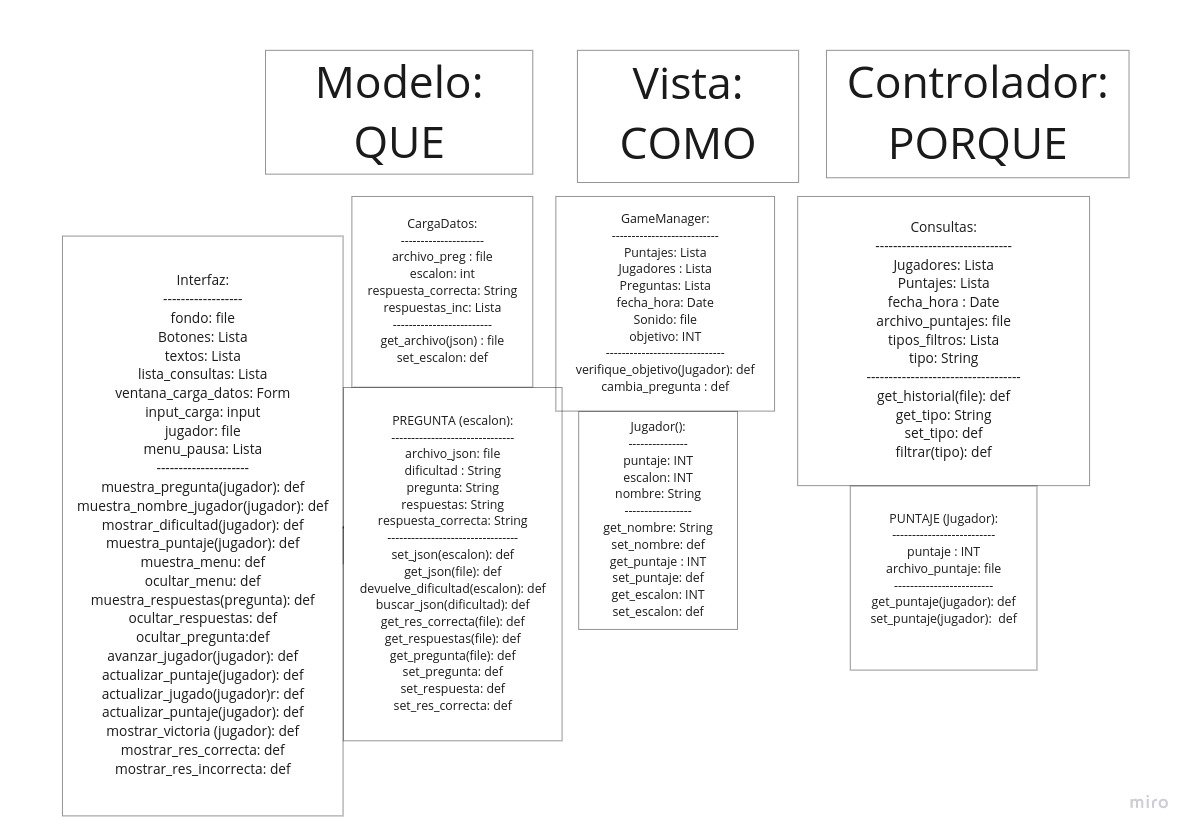 Modelo:
QUE
Vista:
COMO
Controlador:
PORQUE
Interfaz:
------------------
fondo: file
Botones: Lista
textos: Lista
lista_consultas: Lista
ventana_carga_datos: Form
input_carga: input
jugador: file
menu_pausa: Lista
---------------------
muestra_pregunta(jugador): def
muestra_nombre_jugador(jugador): def
mostrar_dificultad(jugador): def
muestra_puntaje(jugador): def
muestra_menu: def
ocultar_menu: def
muestra_respuestas(pregunta): def
ocultar_respuestas: def
ocultar_pregunta:def
avanzar_jugador(jugador): def
actualizar_puntaje(jugador): def
actualizar_jugado(jugador)r: def
actualizar_puntaje(jugador): def
mostrar_victoria (jugador): def
mostrar_res_correcta: def
mostrar_res_incorrecta: def
CargaDatos:
---------------------
archivo_preg : file
escalon: int
respuesta_correcta: String
respuestas_inc: Lista
-------------------------
get_archivo(json) : file
set_escalon: def
PREGUNTA (escalon):
-------------------------------
archivo_json: file
dificultad : String
pregunta: String
respuestas: String
respuesta_correcta: String
---------------------------------
set_json(escalon): def
get_json(file): def
devuelve_dificultad(escalon): def
buscar_json(dificultad): def
get_res_correcta(file): def
get_respuestas(file): def
get_pregunta(file): def
set_pregunta: def
set_respuesta: def
set_res_correcta: def
GameManager:
---------------------------
Puntajes: Lista
Jugadores : Lista
Preguntas: Lista
fecha_hora: Date
Sonido: file
objetivo: INT
------------------------------
verifique_objetivo(Jugador): def
cambia_pregunta : def
Jugador():
---------------
puntaje: INT
escalon: INT
nombre: String
-----------------
get_nombre: String
set_nombre: def
get_puntaje : INT
set_puntaje: def
get_escalon: INT
set_escalon: def
Consultas:
-------------------------------
Jugadores: Lista
Puntajes: Lista
fecha_hora : Date
archivo_puntajes: file
tipos_filtros: Lista
tipo: String
-----------------------------------
get_historial(file): def
get_tipo: String
set_tipo: def
filtrar(tipo): def
PUNTAJE (Jugador):
--------------------------
puntaje : INT
archivo_puntaje: file
-------------------------
get_puntaje(jugador): def
set_puntaje(jugador):  def
miro